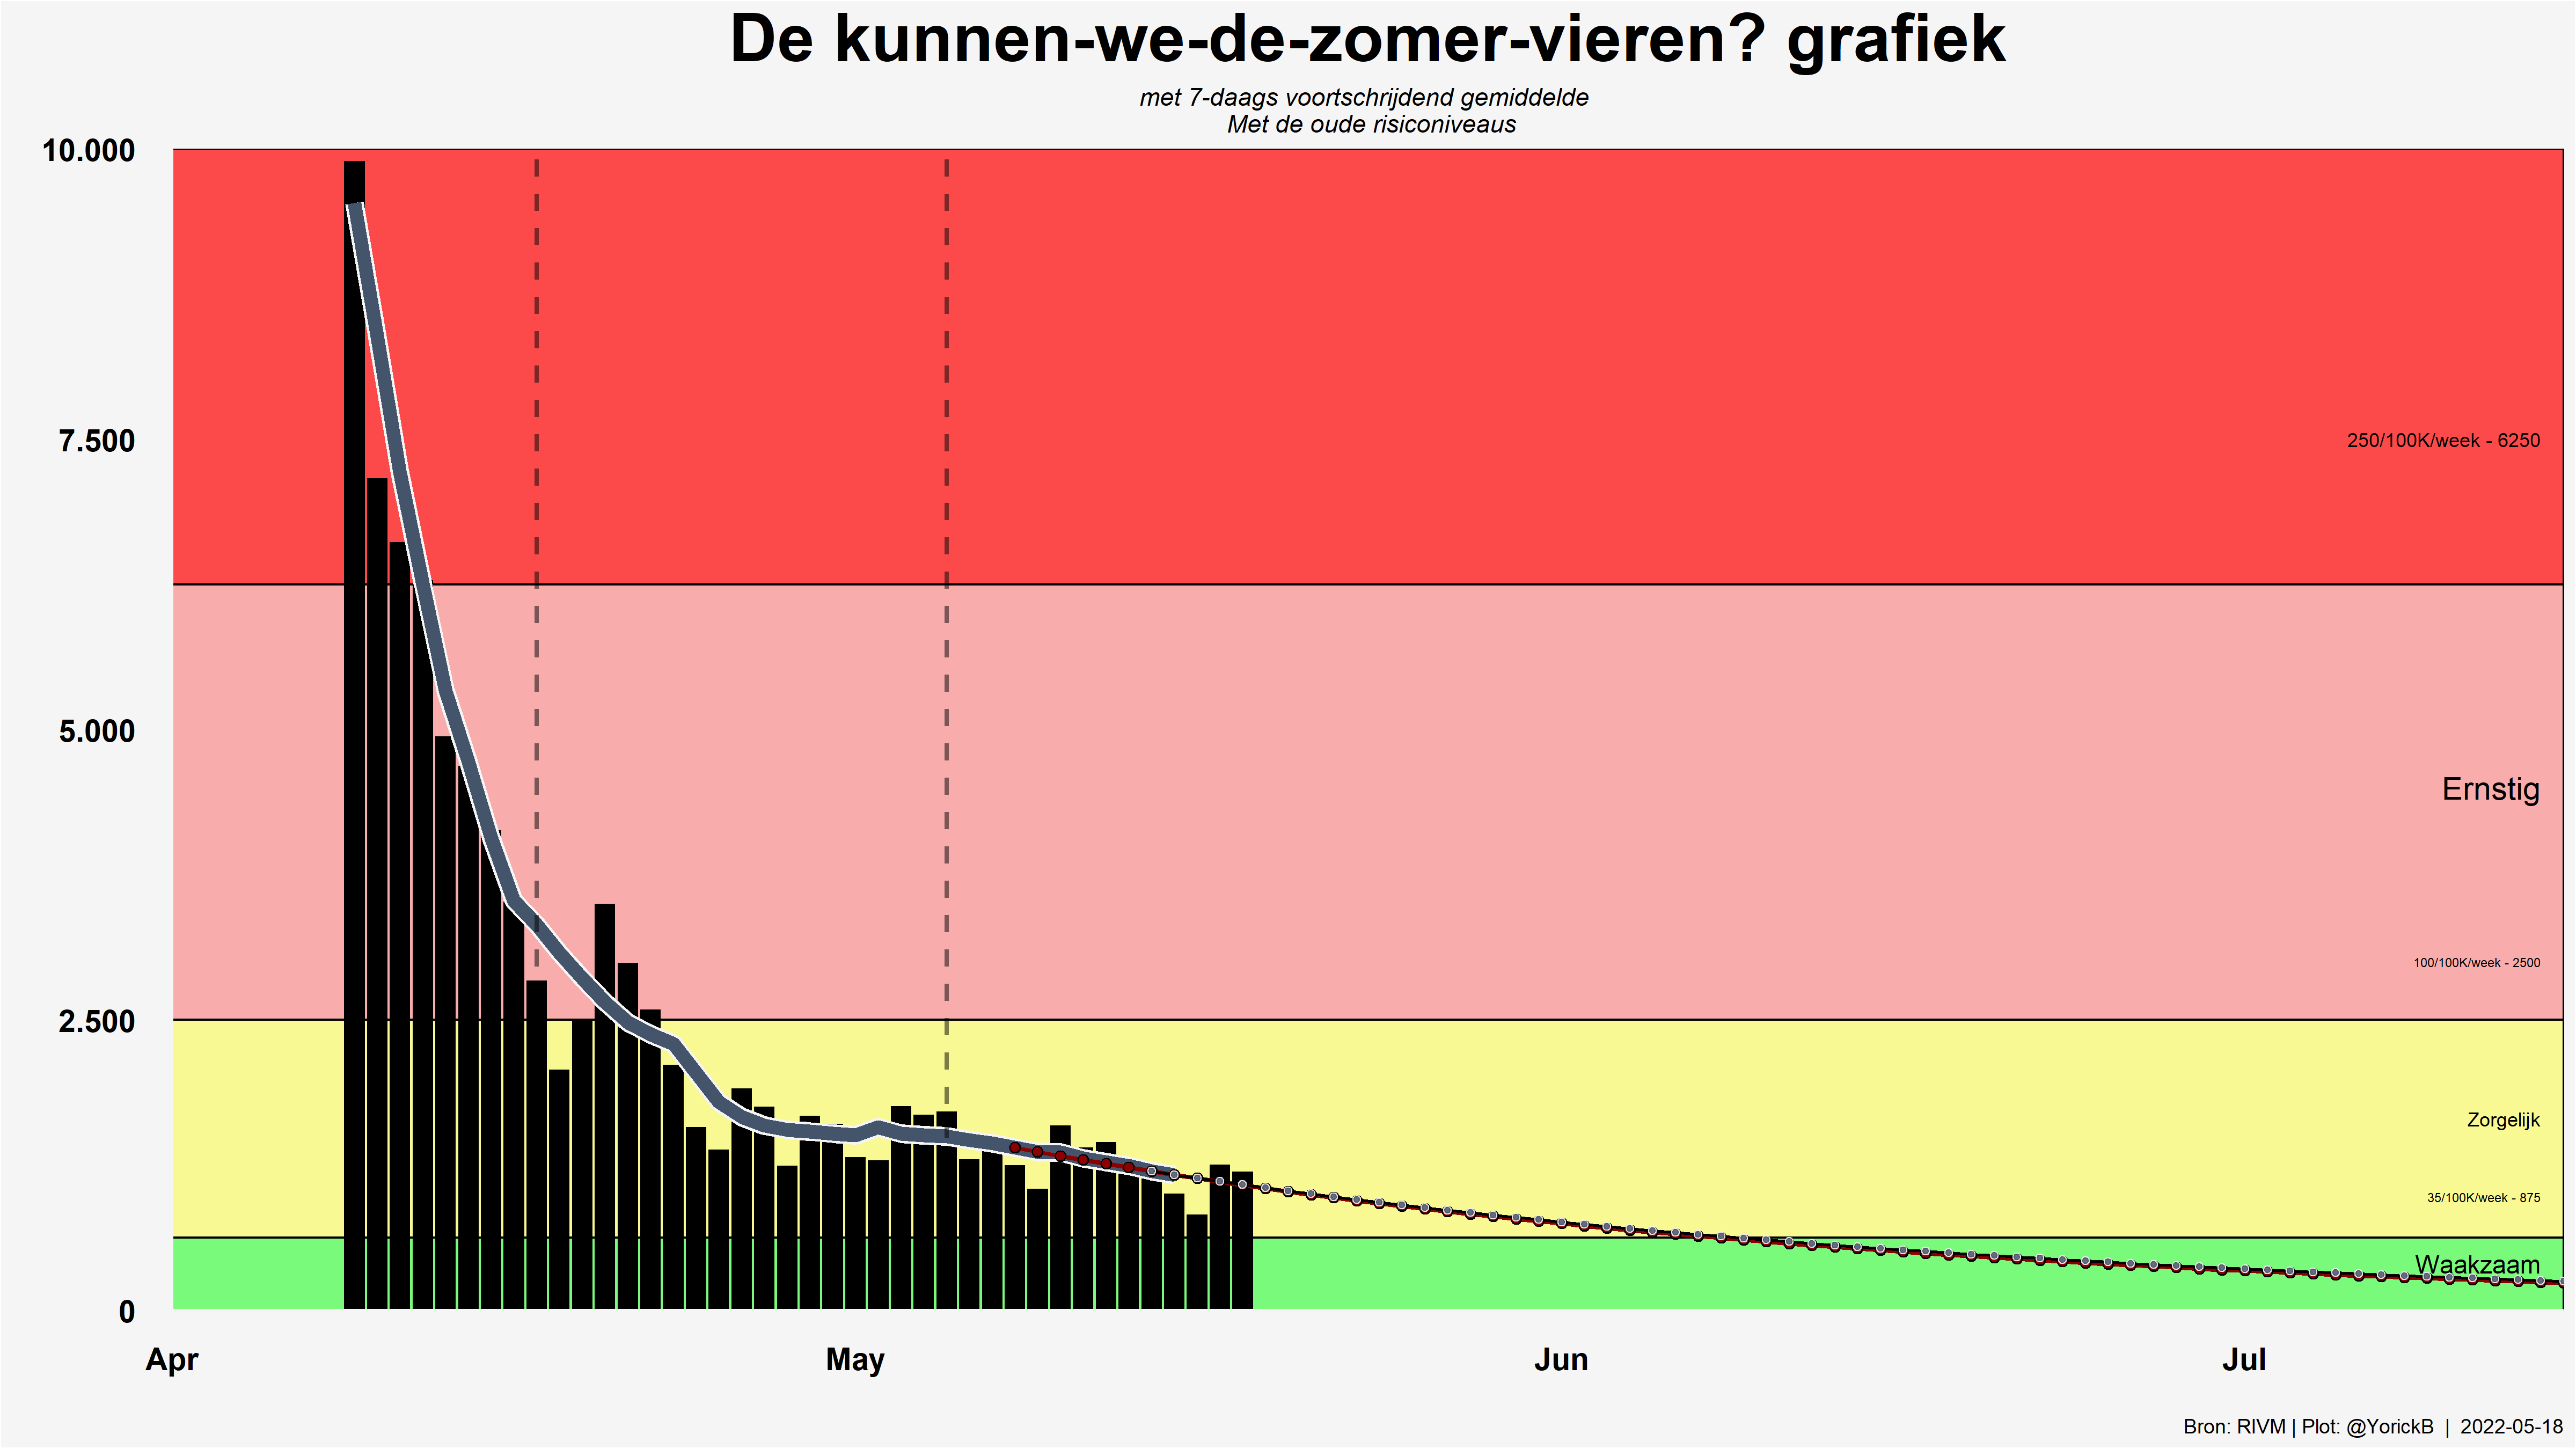 De kunnen-we-de-zomer-vieren? grafiek
met 7-daags voortschrijdend gemiddelde
Met de oude risiconiveaus
10.000
7.500
250/100K/week - 6250
5.000
Ernstig
100/100K/week - 2500
2.500
Zorgelijk
35/100K/week - 875
Waakzaam
0
Apr May Jun Jul
Bron: RIVM | Plot: @YorickB | 2022-05-18